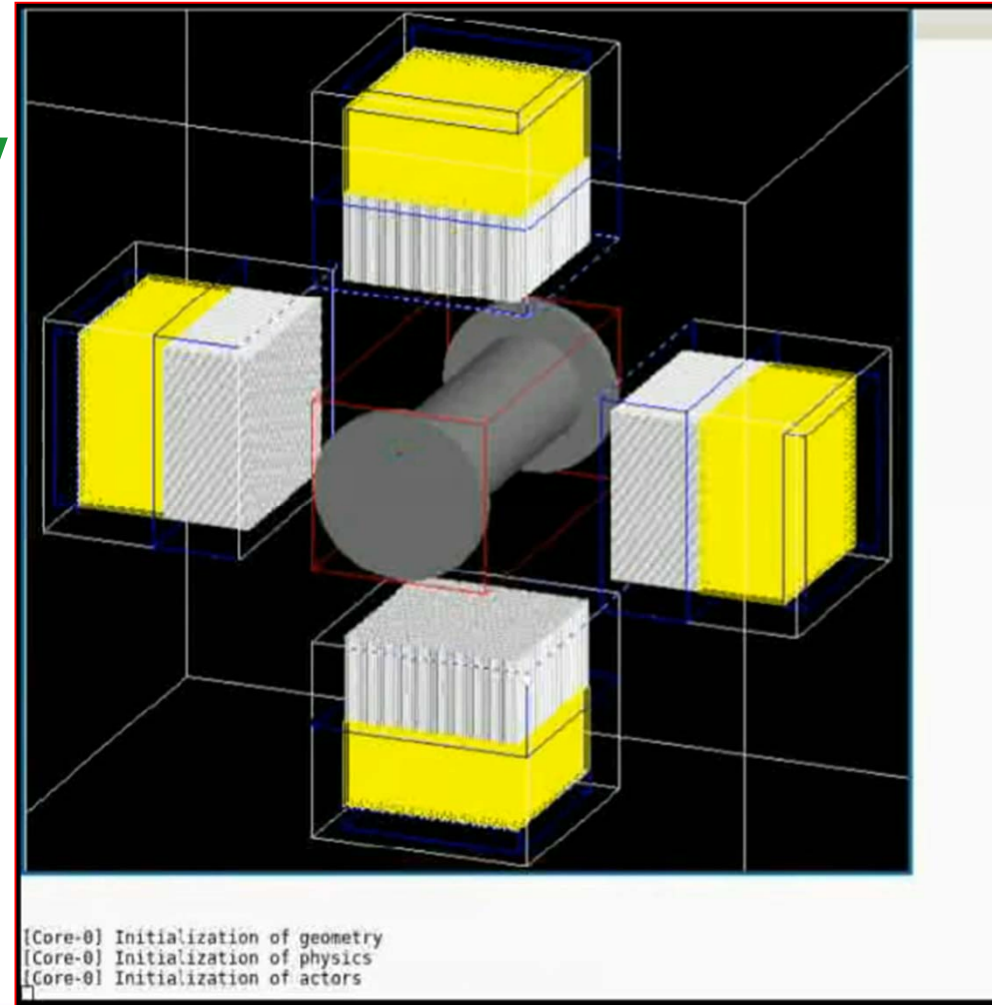 [Core-0] Initialization of geometry
[Core-0] Initialization of physics
[Core-0] Initialization of actors